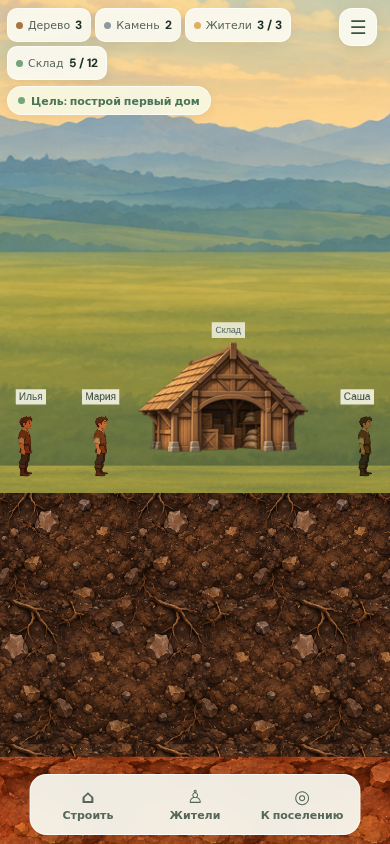 Дерево 3
Камень 2
Жители 3 / 3
Склад 5 / 12
Цель: построй первый дом
Склад
Илья
Мария
Саша
Строить
Жители
К поселению